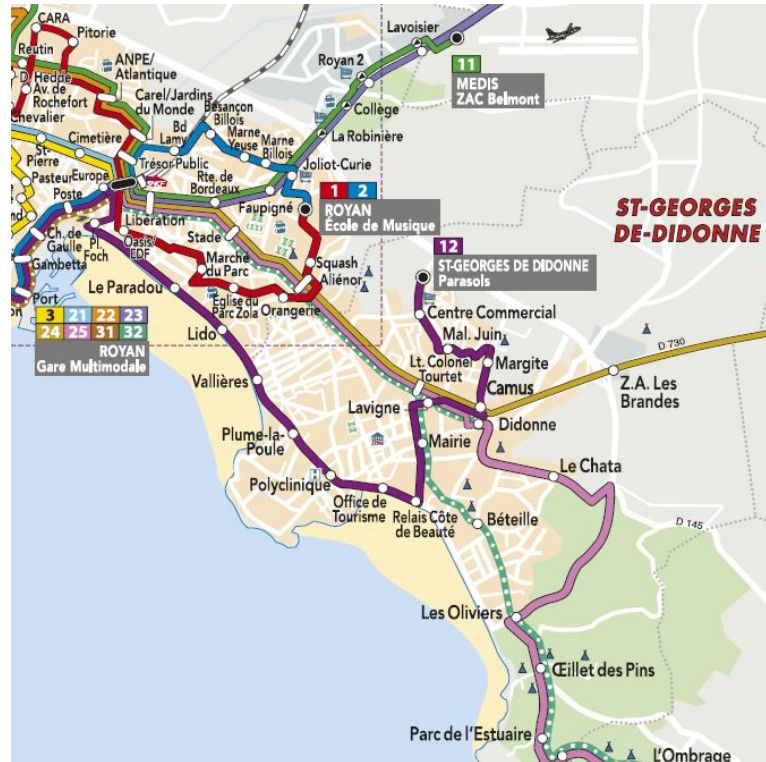 CARA
Pitorie
Reutin
D. Hedde
Av. de
Rochefort
Chevalier
ANPE/
Atlantique
Carel/Jardins
du Monde
Cimetière
St-
Pierre
Pasteur
Europe
Poste
Trésor Public
SNCF
Bd
Lamy
Besançon
Billois
Marne
Yeuse
Marne
Billois
Joliot-Curie
Rte. de
Bordeaux
Faupigné
Lavoisier
Royan 2
Collège
La Robinière
11
MEDIS
ZAC Belmont
1 2
ROYAN
École de Musique
ST-GEORGES
DE-DIDONNE
12
ST-GEORGES DE DIDONNE
Parasols
Ch. de
Gaulle
Pl.
Foch
Gambetta
Port
Libération
Oasis/
EDF
Stade
Marché
du Parc
Squash
Aliénor
Église du
Parc Zola
Orangerie
Le Paradou
3 21 22 23
24 25 31 32
ROYAN
Gare Multimodale
Lido
Vallières
Plume-la-
Poule
Polyclinique
H
Office de
Tourisme
Relais Côte
de Beauté
Centre Commercial
Mal. Juin
Margite
Lt. Colonel
Tourtet
Camus
Lavigne
Didonne
Mairie
D 730
Z.A. Les
Brandes
Le Chata
D 145
Béteille
Les Oliviers
Œillet des Pins
Parc de l'Estuaire
L'Ombrage